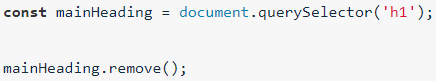 const mainHeading = document.querySelector('h1');
mainHeading.remove();